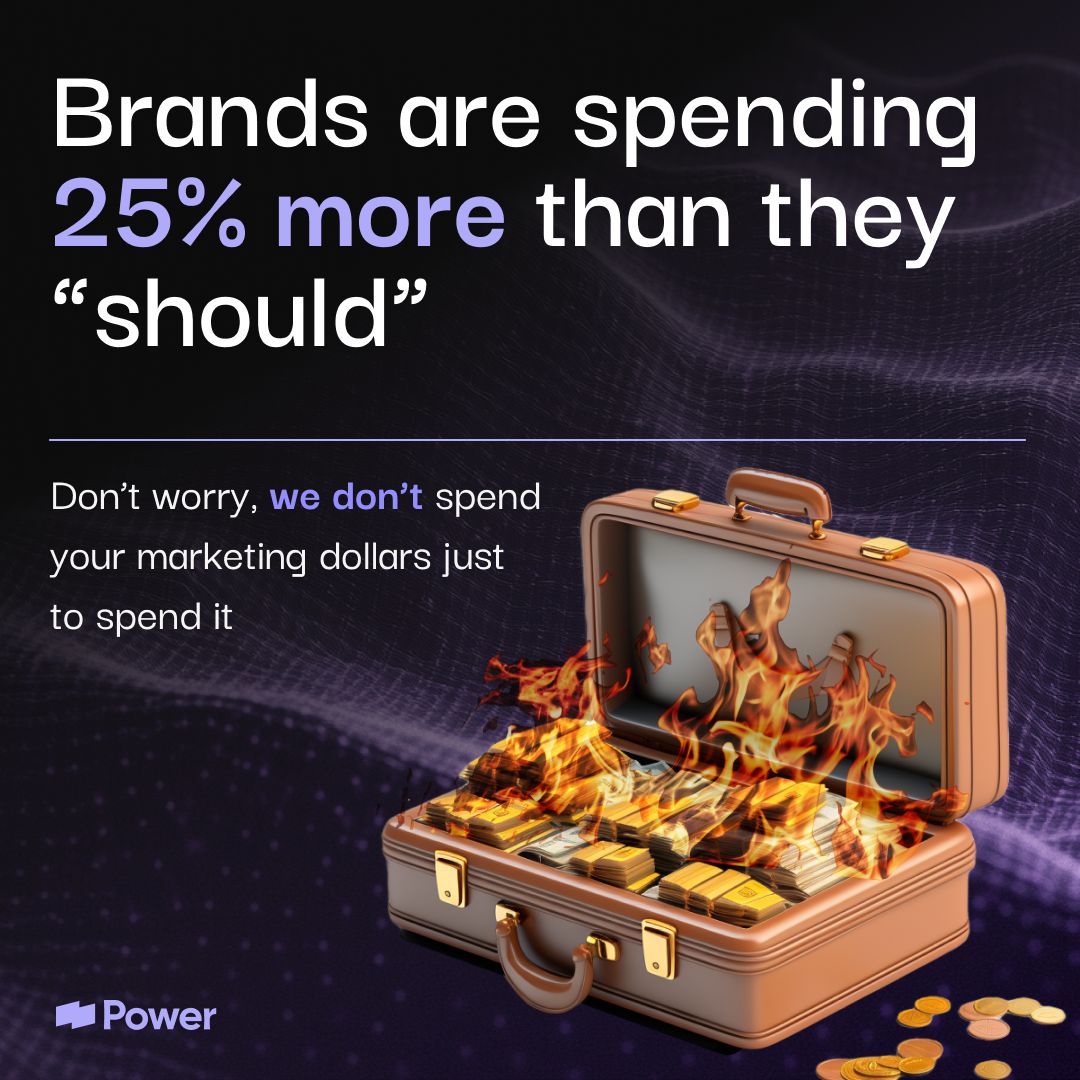 Brands are spending
25% more than they
“should”
Don’t worry, we don’t spend
your marketing dollars just
to spend it
Power